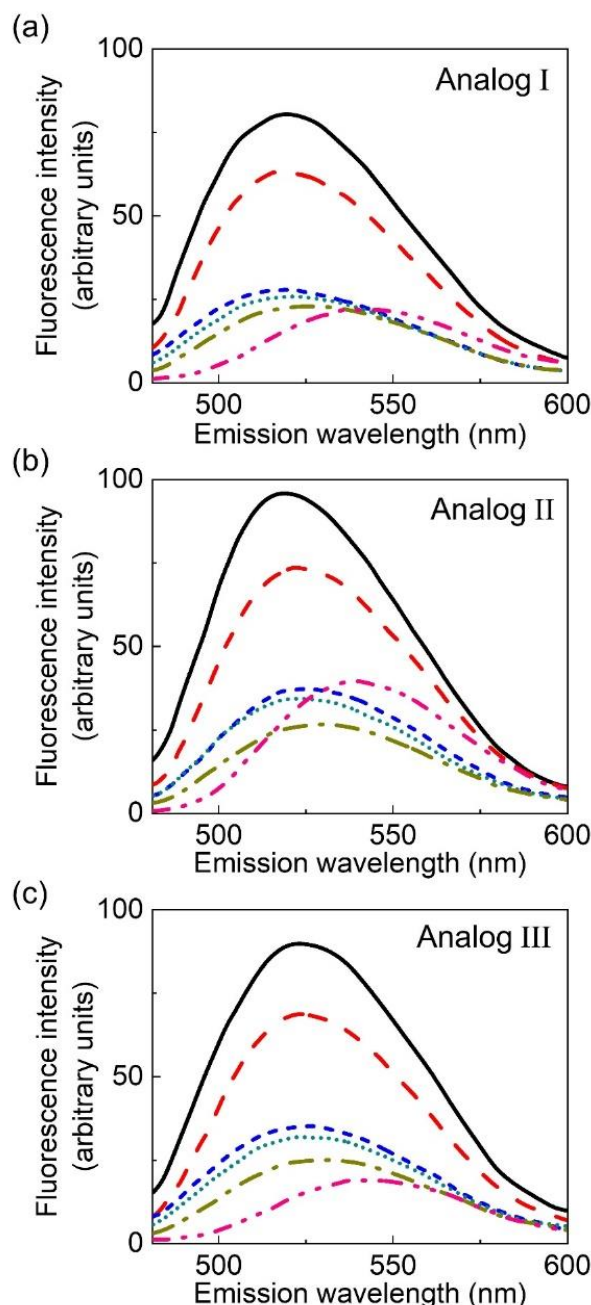 (a)
100
Analog I
50
0
500
550
600
Fluorescence intensity
(arbitrary units)
Emission wavelength (nm)
(b)
100
Analog II
50
0
500
550
600
Fluorescence intensity
(arbitrary units)
Emission wavelength (nm)
(c)
100
Analog III
50
0
500
550
600
Fluorescence intensity
(arbitrary units)
Emission wavelength (nm)